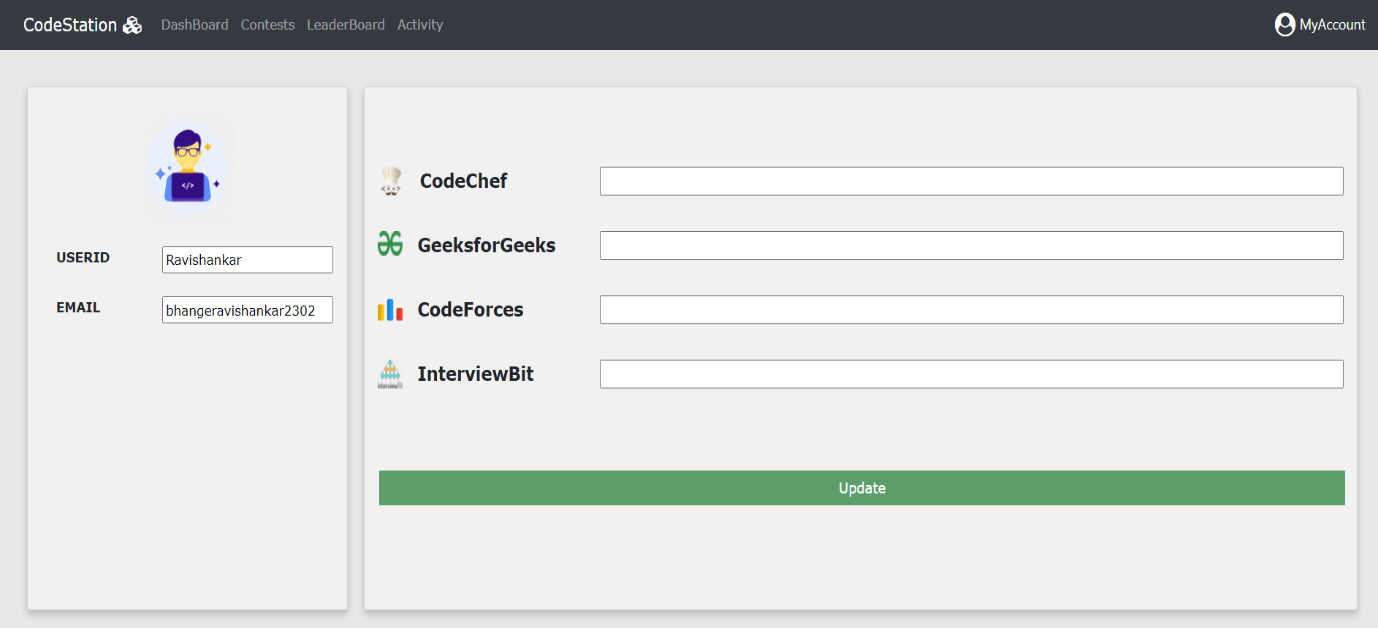 CodeStation DashBoard Contests LeaderBoard Activity MyAccount
</>
USERID Ravishankar
EMAIL bhangeravishankar2302
CodeChef
GeeksforGeeks
CodeForces
InterviewBit
Update